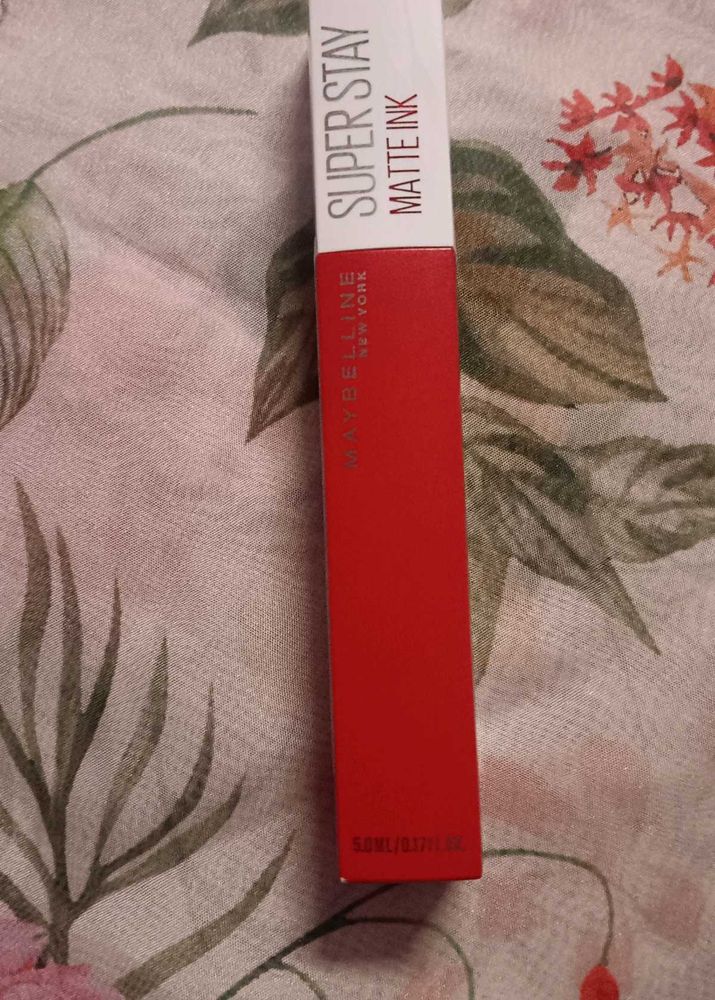 SUPER STAY
MATTE INK
MAYBELLINE
NEW YORK
5.0ML/0.17FL.OZ.